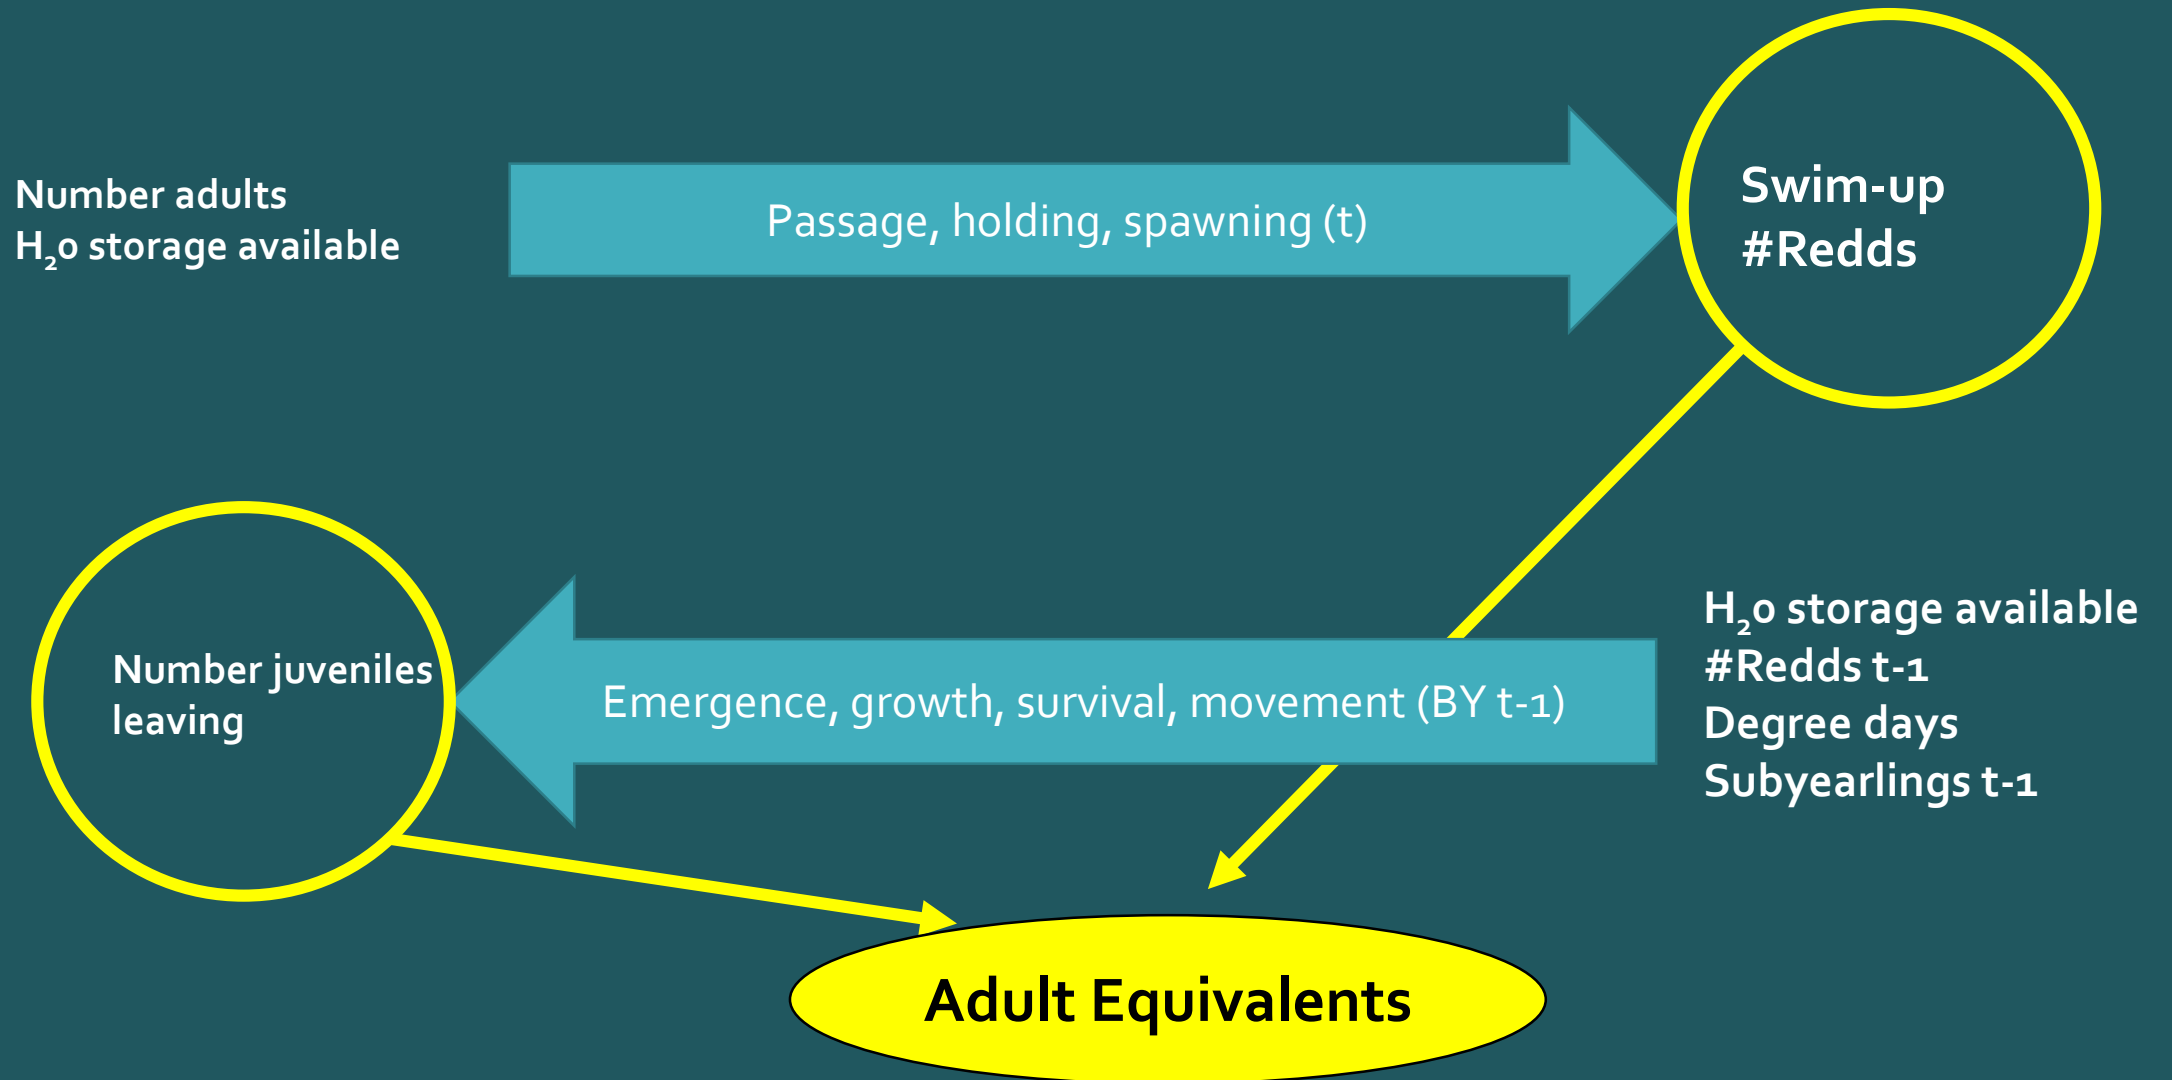 Number adults
H₂o storage available
Passage, holding, spawning (t)
Swim-up
#Redds
Number juveniles
leaving
Emergence, growth, survival, movement (BY t-1)
H₂o storage available
#Redds t-1
Degree days
Subyearlings t-1
Adult Equivalents